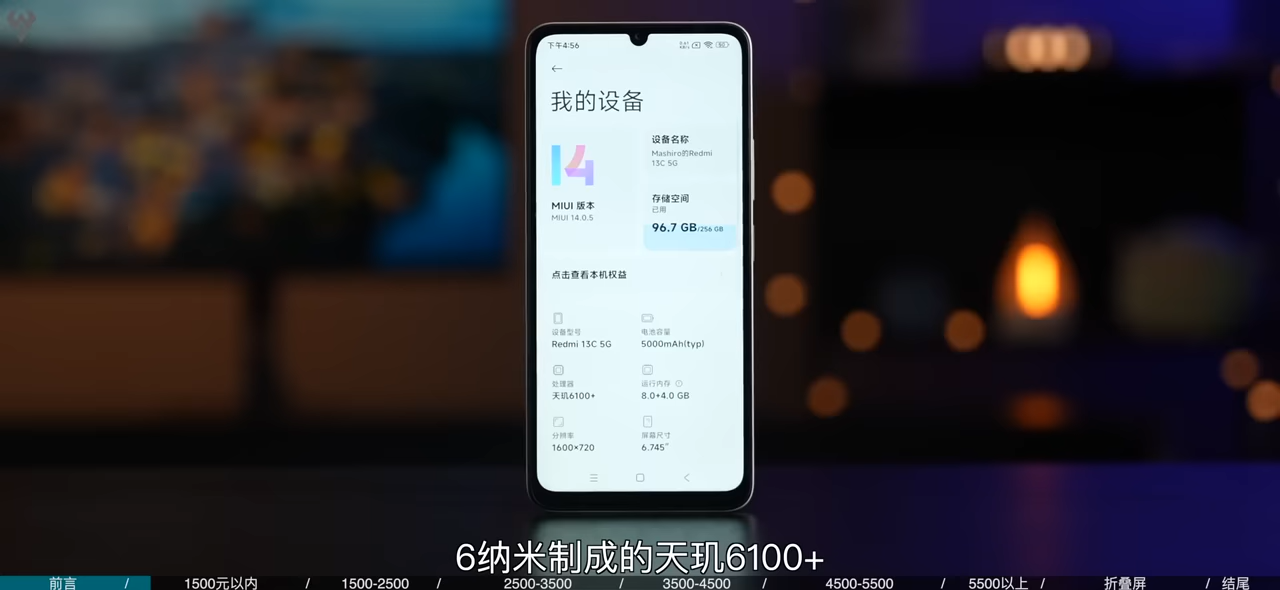 下午4:56
我的设备
14
MIUI 版本
MIUI 14.0.5
设备名称
Mashiro的Redmi
13C 5G
存储空间
已用
96.7 GB/256 GB
点击查看本机权益
设备型号
Redmi 13C 5G
电池容量
5000mAh(typ)
处理器
天玑6100+
运行内存
8.0+4.0 GB
分辨率
1600×720
屏幕尺寸
6.745"
6纳米制成的天玑6100+
前言 / 1500元以内 / 1500-2500 / 2500-3500 / 3500-4500 / 4500-5500 / 5500以上 / 折叠屏 / 结尾